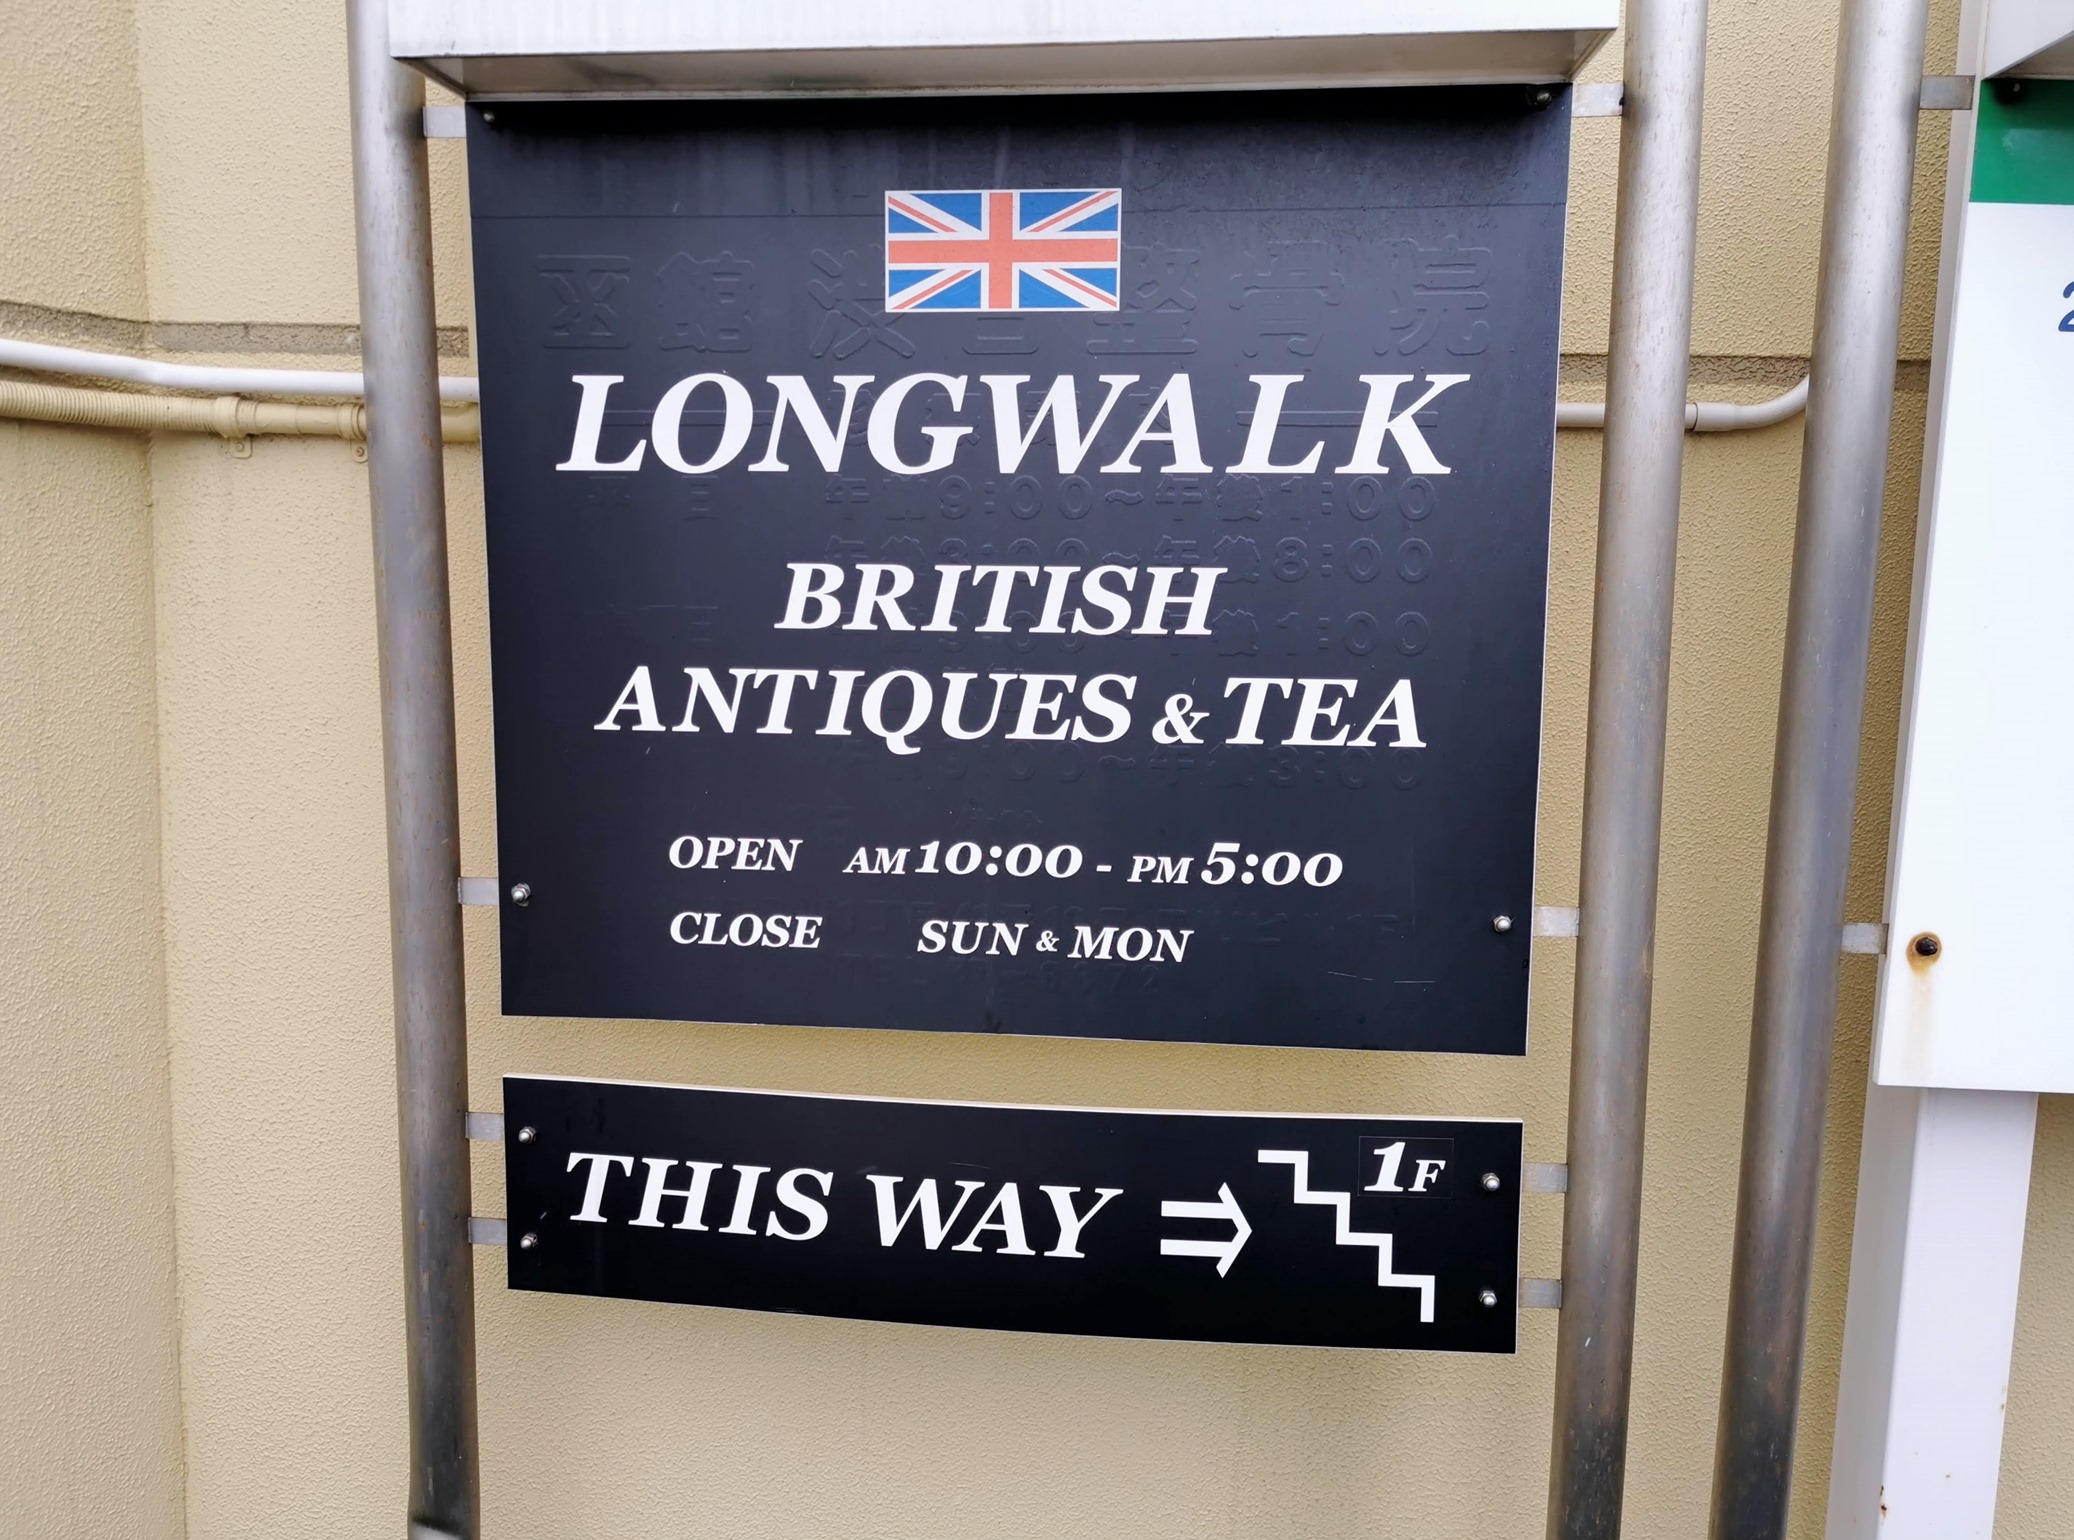 LONGWALK
BRITISH
ANTIQUES & TEA
OPEN AM 10:00 - PM 5:00
CLOSE SUN & MON
THIS WAY ⇒ 1F